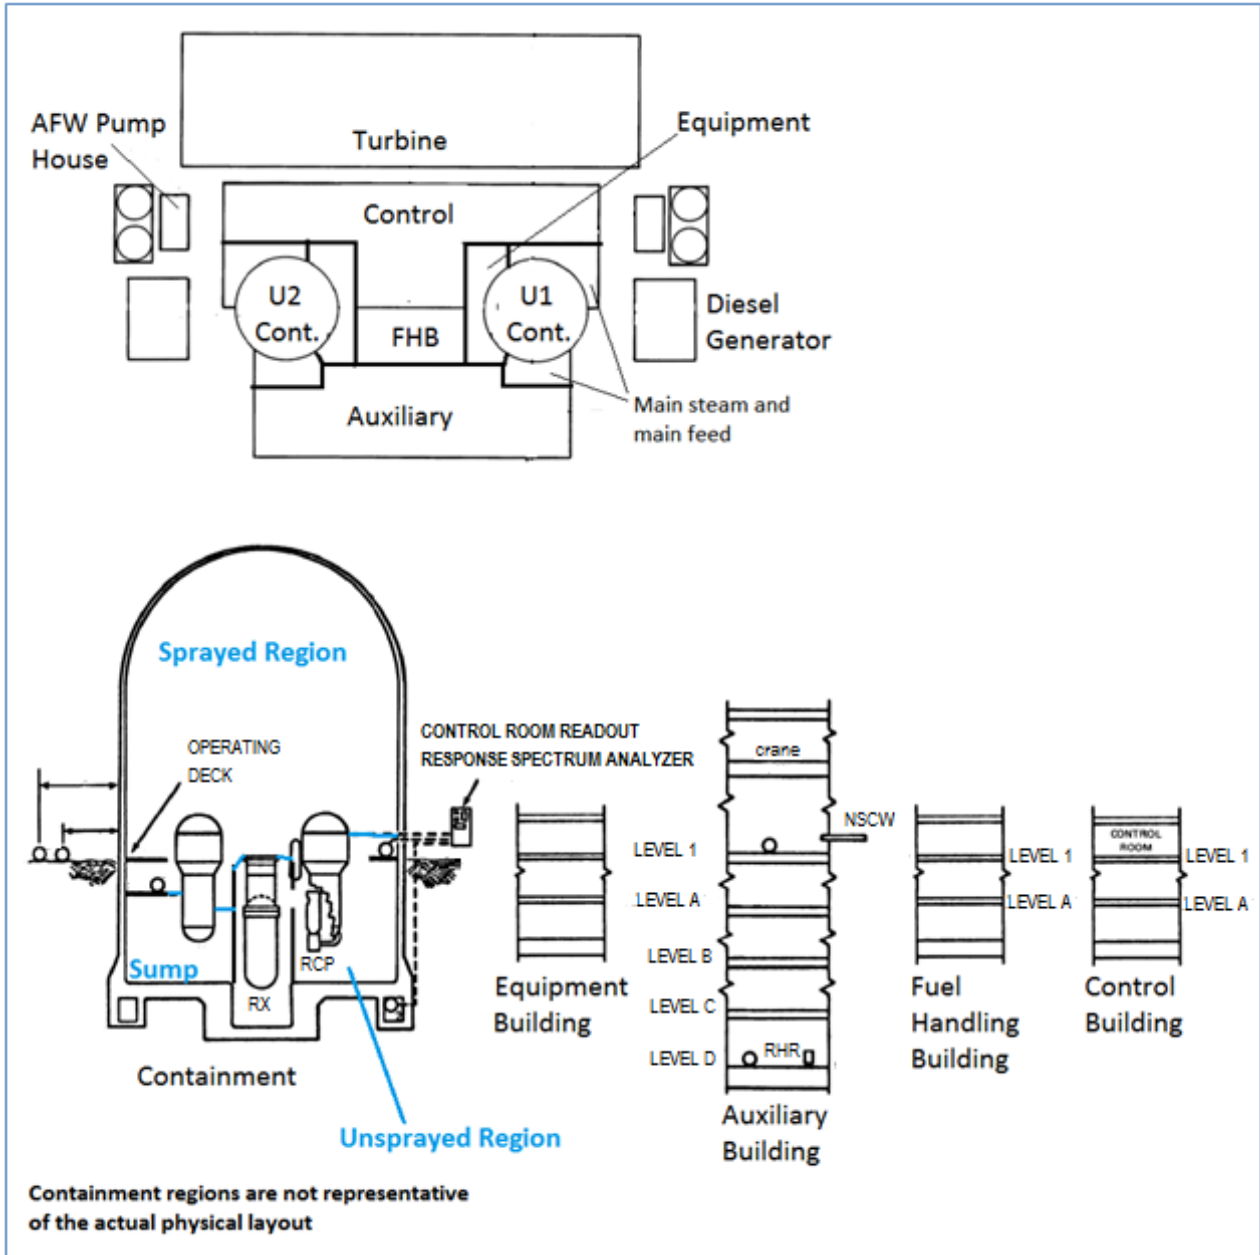 AFW Pump
House
Turbine
Equipment
Control
U2
Cont.
U1
Cont.
FHB
Diesel
Generator
Main steam and
main feed
Auxiliary
Sprayed Region
OPERATING
DECK
CONTROL ROOM READOUT
RESPONSE SPECTRUM ANALYZER
Sump
RCP
RX
Containment
Unsprayed Region
Equipment
Building
crane
NSCW
LEVEL 1
LEVEL A
LEVEL B
LEVEL C
LEVEL D
RHR
Auxiliary
Building
LEVEL 1
LEVEL A
Fuel
Handling
Building
CONTROL
ROOM
LEVEL 1
LEVEL A
Control
Building
Containment regions are not representative
of the actual physical layout